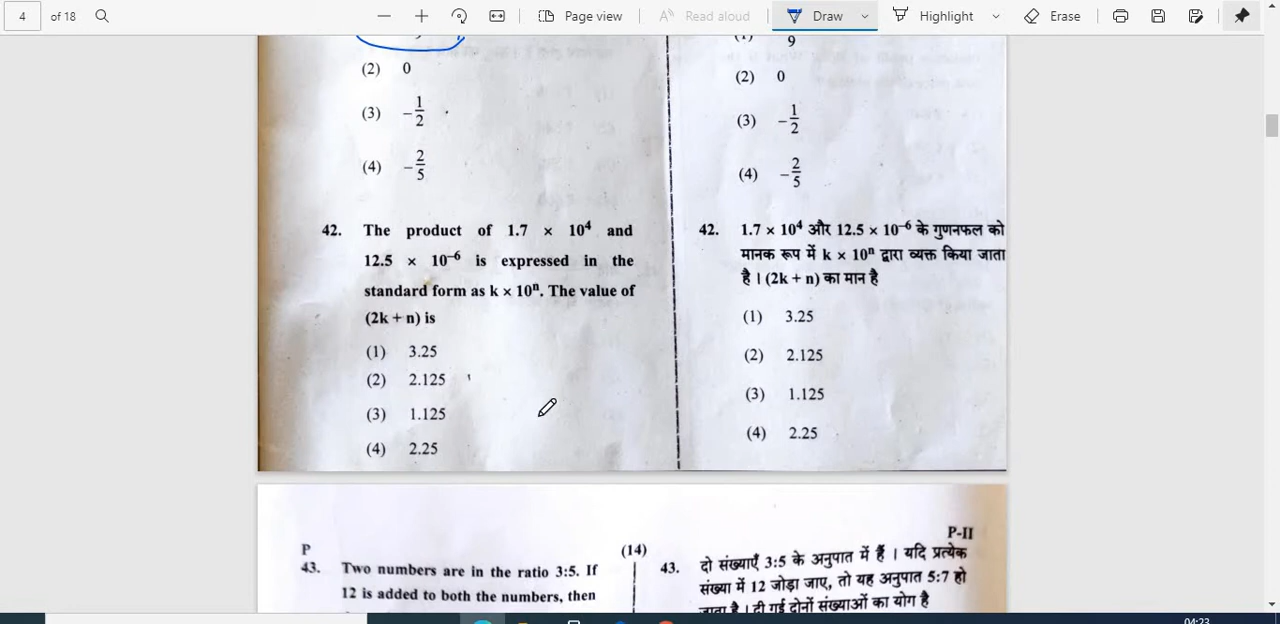 4 of 18 Page view Read aloud Draw Highlight Erase
(2) 0
(3) -1/2
(4) -2/5
42. The product of 1.7 × 10⁴ and
12.5 × 10⁻⁶ is expressed in the
standard form as k × 10ⁿ. The value of
(2k + n) is
(1) 3.25
(2) 2.125
(3) 1.125
(4) 2.25
(1) 9
(2) 0
(3) -1/2
(4) -2/5
42. 1.7 × 10⁴ और 12.5 × 10⁻⁶ के गुणनफल को
मानक रूप में k × 10ⁿ द्वारा व्यक्त किया जाता
है । (2k + n) का मान है
(1) 3.25
(2) 2.125
(3) 1.125
(4) 2.25
P (14) P-II
43. Two numbers are in the ratio 3:5. If
12 is added to both the numbers, then
43. दो संख्याएँ 3:5 के अनुपात में हैं । यदि प्रत्येक
संख्या में 12 जोड़ा जाए, तो यह अनुपात 5:7 हो
जाता है । दी गई दोनों संख्याओं का योग है
04:23